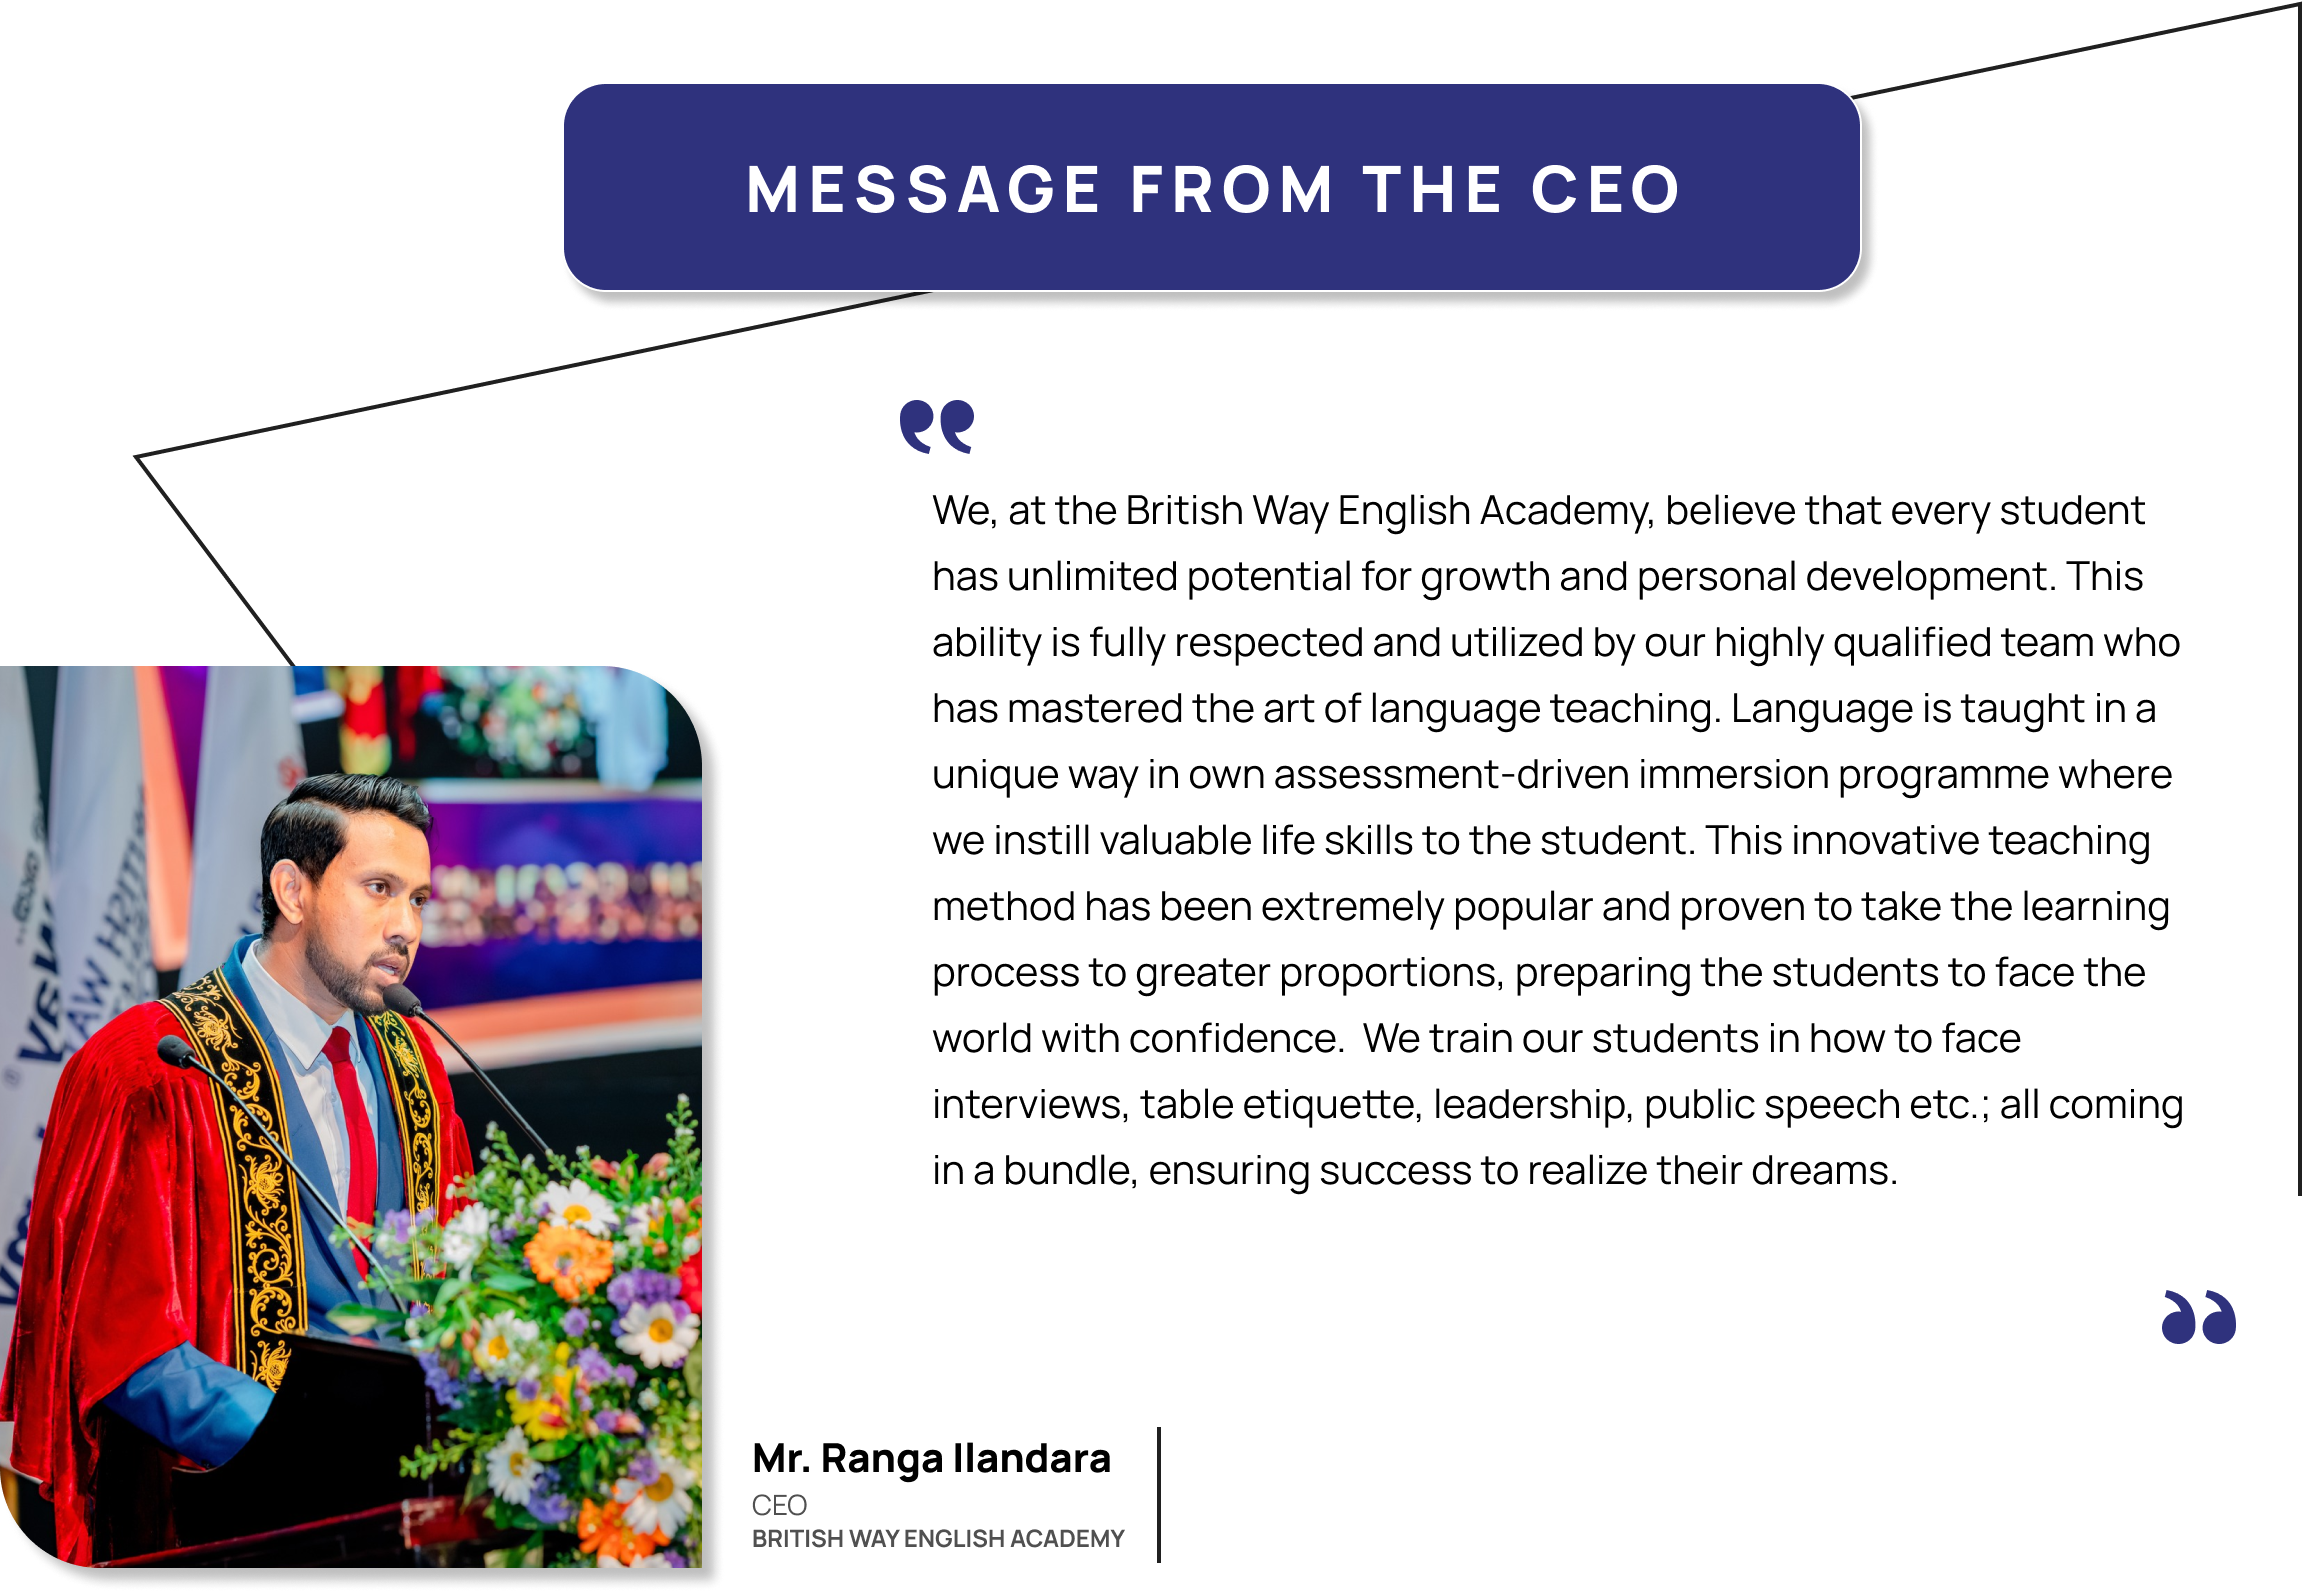 MESSAGE FROM THE CEO
We, at the British Way English Academy, believe that every student
has unlimited potential for growth and personal development. This
ability is fully respected and utilized by our highly qualified team who
has mastered the art of language teaching. Language is taught in a
unique way in own assessment-driven immersion programme where
we instill valuable life skills to the student. This innovative teaching
method has been extremely popular and proven to take the learning
process to greater proportions, preparing the students to face the
world with confidence.  We train our students in how to face
interviews, table etiquette, leadership, public speech etc.; all coming
in a bundle, ensuring success to realize their dreams.
Mr. Ranga Ilandara
CEO
BRITISH WAY ENGLISH ACADEMY